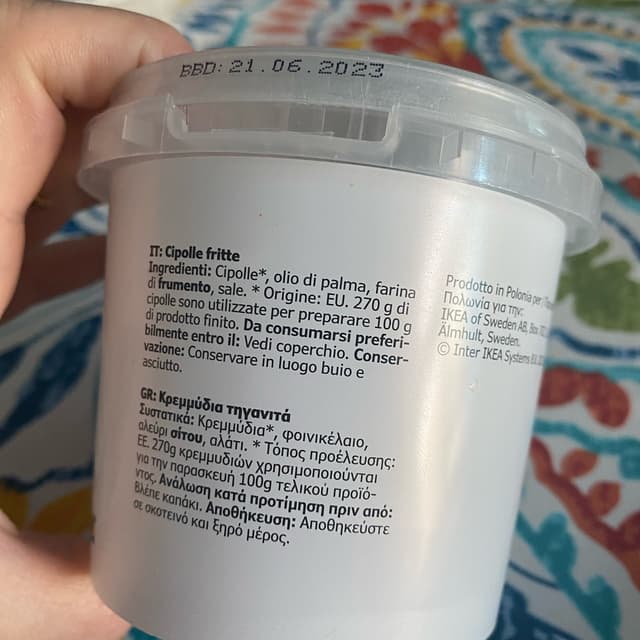 BBD: 21.06.2023
IT: Cipolle fritte
Ingredienti: Cipolle*, olio di palma, farina
di frumento, sale. * Origine: EU. 270 g di
cipolle sono utilizzate per preparare 100 g
di prodotto finito. Da consumarsi preferi-
bilmente entro il: Vedi coperchio. Conser-
vazione: Conservare in luogo buio e
asciutto.
GR: Κρεμμύδια τηγανιτά
Συστατικά: Κρεμμύδια*, φοινικέλαιο,
αλεύρι σίτου, αλάτι. * Τόπος προέλευσης:
ΕΕ. 270g κρεμμυδιών χρησιμοποιούνται
για την παρασκευή 100g τελικού προϊό-
ντος. Ανάλωση κατά προτίμηση πριν από:
Βλέπε καπάκι. Αποθήκευση: Αποθηκεύστε
σε σκοτεινό και ξηρό μέρος.
Prodotto in Polonia per
Πολωνία για την:
IKEA of Sweden AB, Box
Älmhult, Sweden.
© Inter IKEA Systems